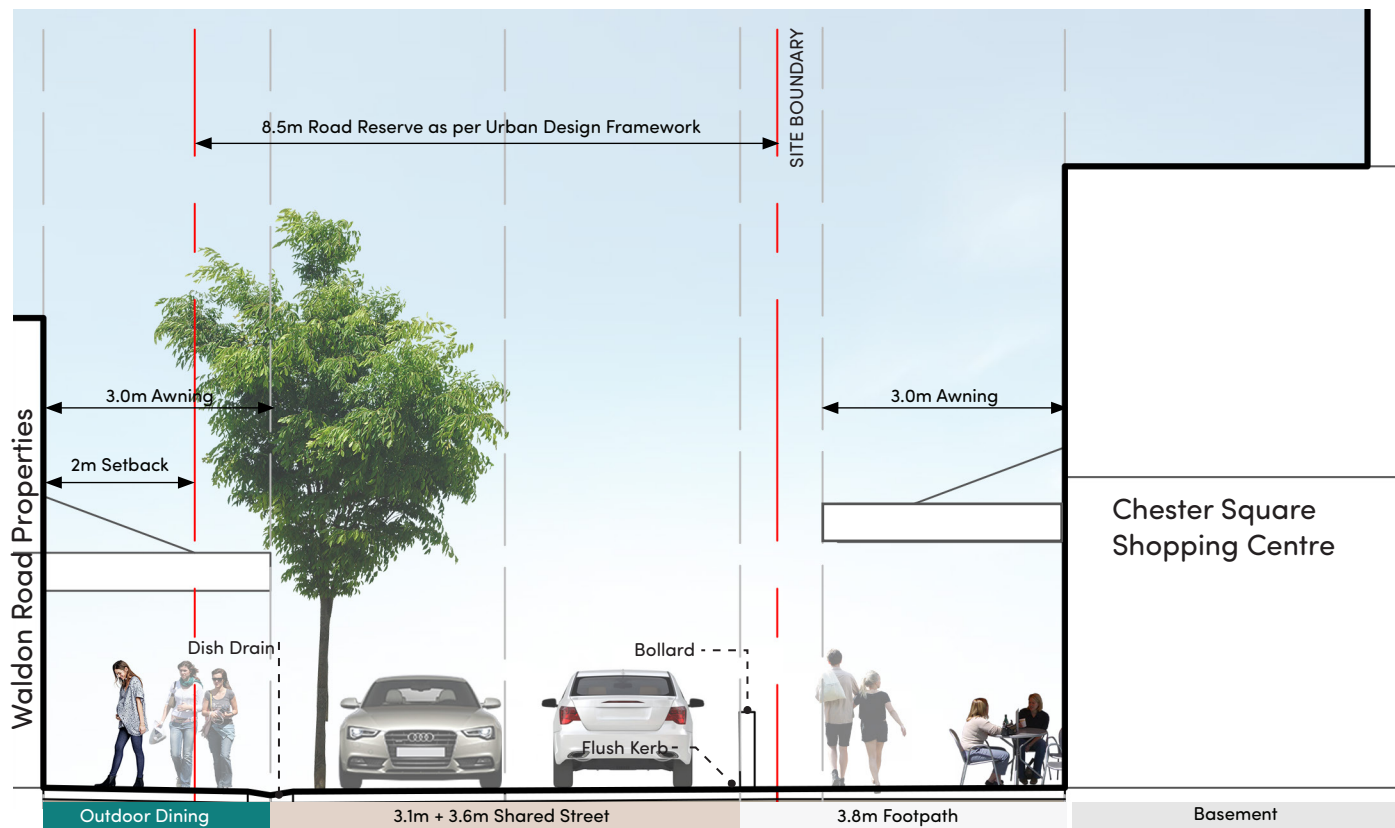 SITE BOUNDARY
8.5m Road Reserve as per Urban Design Framework
3.0m Awning
3.0m Awning
2m Setback
Waldon Road Properties
Chester Square
Shopping Centre
Dish Drain
Bollard
Flush Kerb
Outdoor Dining
3.1m + 3.6m Shared Street
3.8m Footpath
Basement